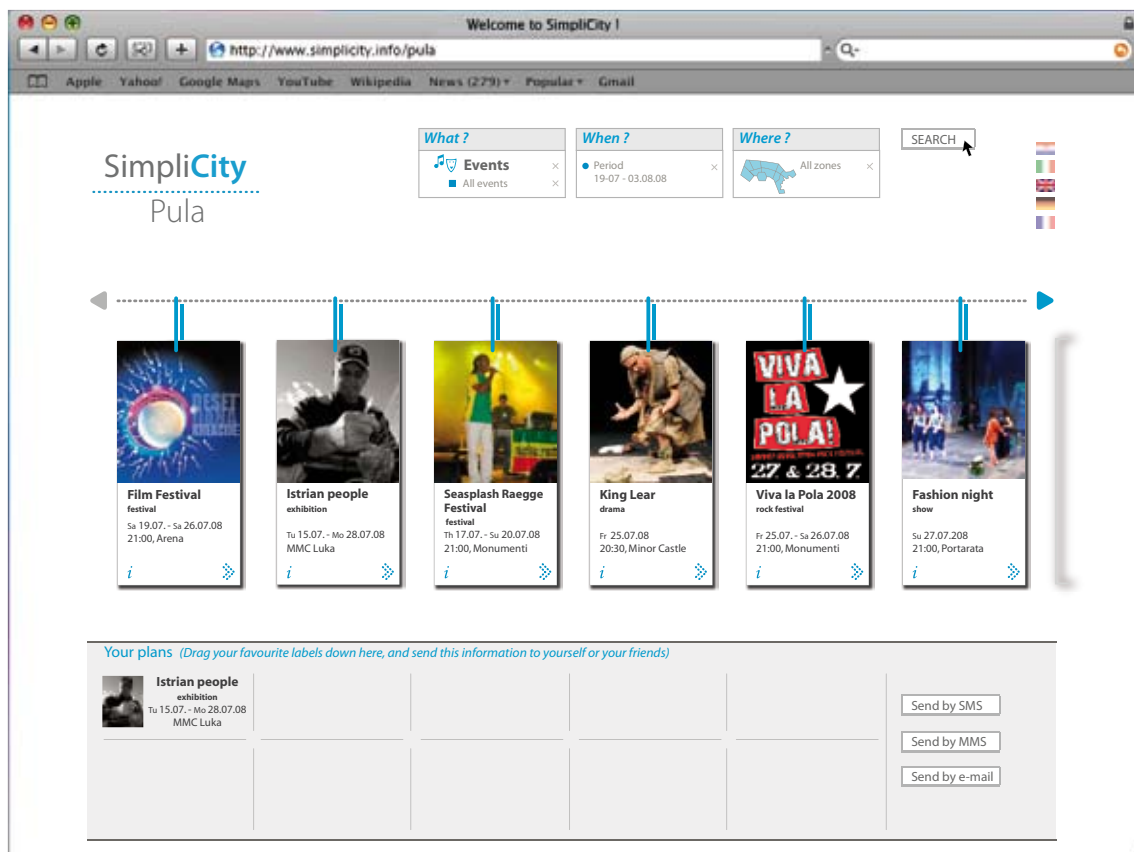 Welcome to SimpliCity !
http://www.simplicity.info/pula
Q-
Apple Yahoo! Google Maps YouTube Wikipedia News (279) Popular Gmail
What ?
Events
All events
When ?
Period
19-07 - 03.08.08
Where ?
All zones
SEARCH
SimpliCity
Pula
Film Festival
festival
Sa 19.07. - Sa 26.07.08
21:00, Arena
i
Istrian people
exhibition
Tu 15.07. - Mo 28.07.08
MMC Luka
i
Seasplash Raegge
Festival
festival
Th 17.07. - Su 20.07.08
21:00, Monumenti
i
King Lear
drama
Fr 25.07.08
20:30, Minor Castle
i
VIVA
LA
POLA!
27. & 28. 7.
Viva la Pola 2008
rock festival
Fr 25.07. - Sa 26.07.08
21:00, Monumenti
i
Fashion night
show
Su 27.07.208
21:00, Portarata
i
Your plans (Drag your favourite labels down here, and send this information to yourself or your friends)
Istrian people
exhibition
Tu 15.07. - Mo 28.07.08
MMC Luka
Send by SMS
Send by MMS
Send by e-mail